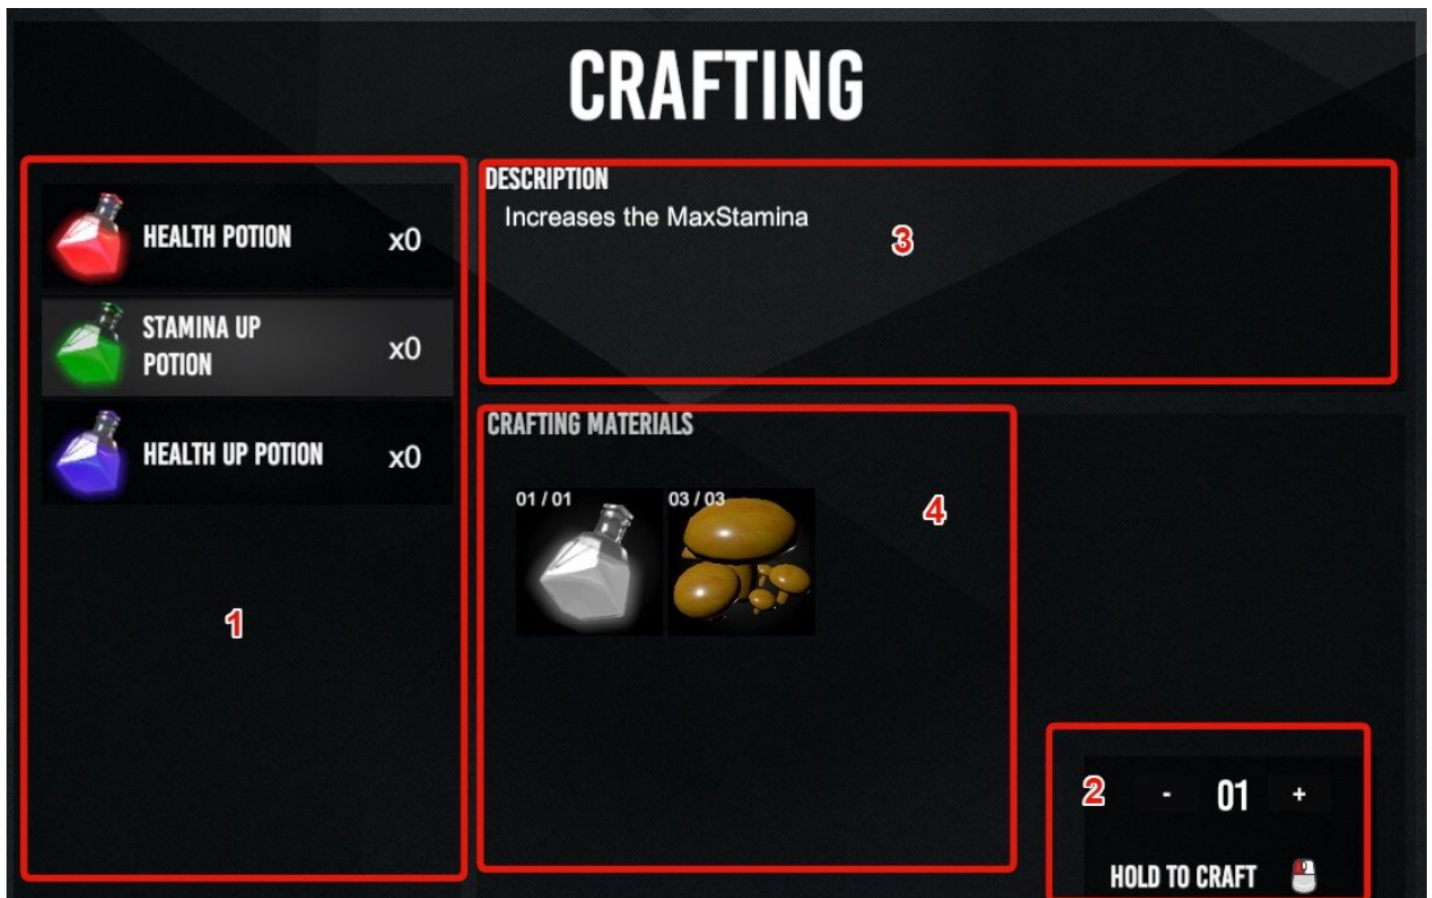 CRAFTING
HEALTH POTION x0
STAMINA UP
POTION x0
HEALTH UP POTION x0
1
DESCRIPTION
Increases the MaxStamina
3
CRAFTING MATERIALS
01 / 01 03 / 03
4
2 - 01 +
HOLD TO CRAFT